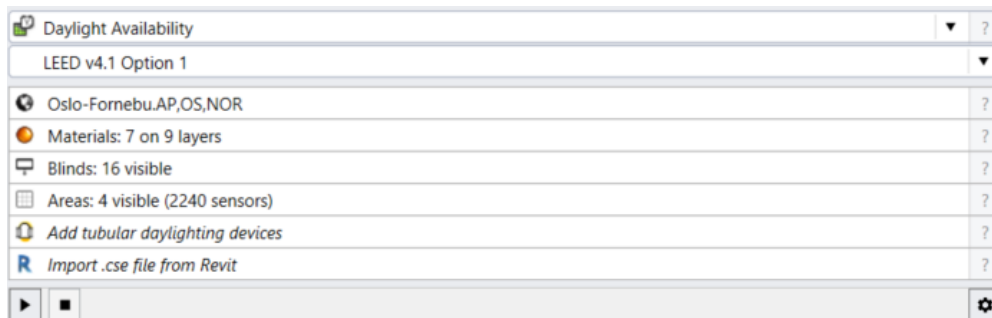 Daylight Availability ?
LEED v4.1 Option 1
Oslo-Fornebu.AP,OS,NOR ?
Materials: 7 on 9 layers ?
Blinds: 16 visible ?
Areas: 4 visible (2240 sensors) ?
Add tubular daylighting devices ?
R Import .cse file from Revit ?